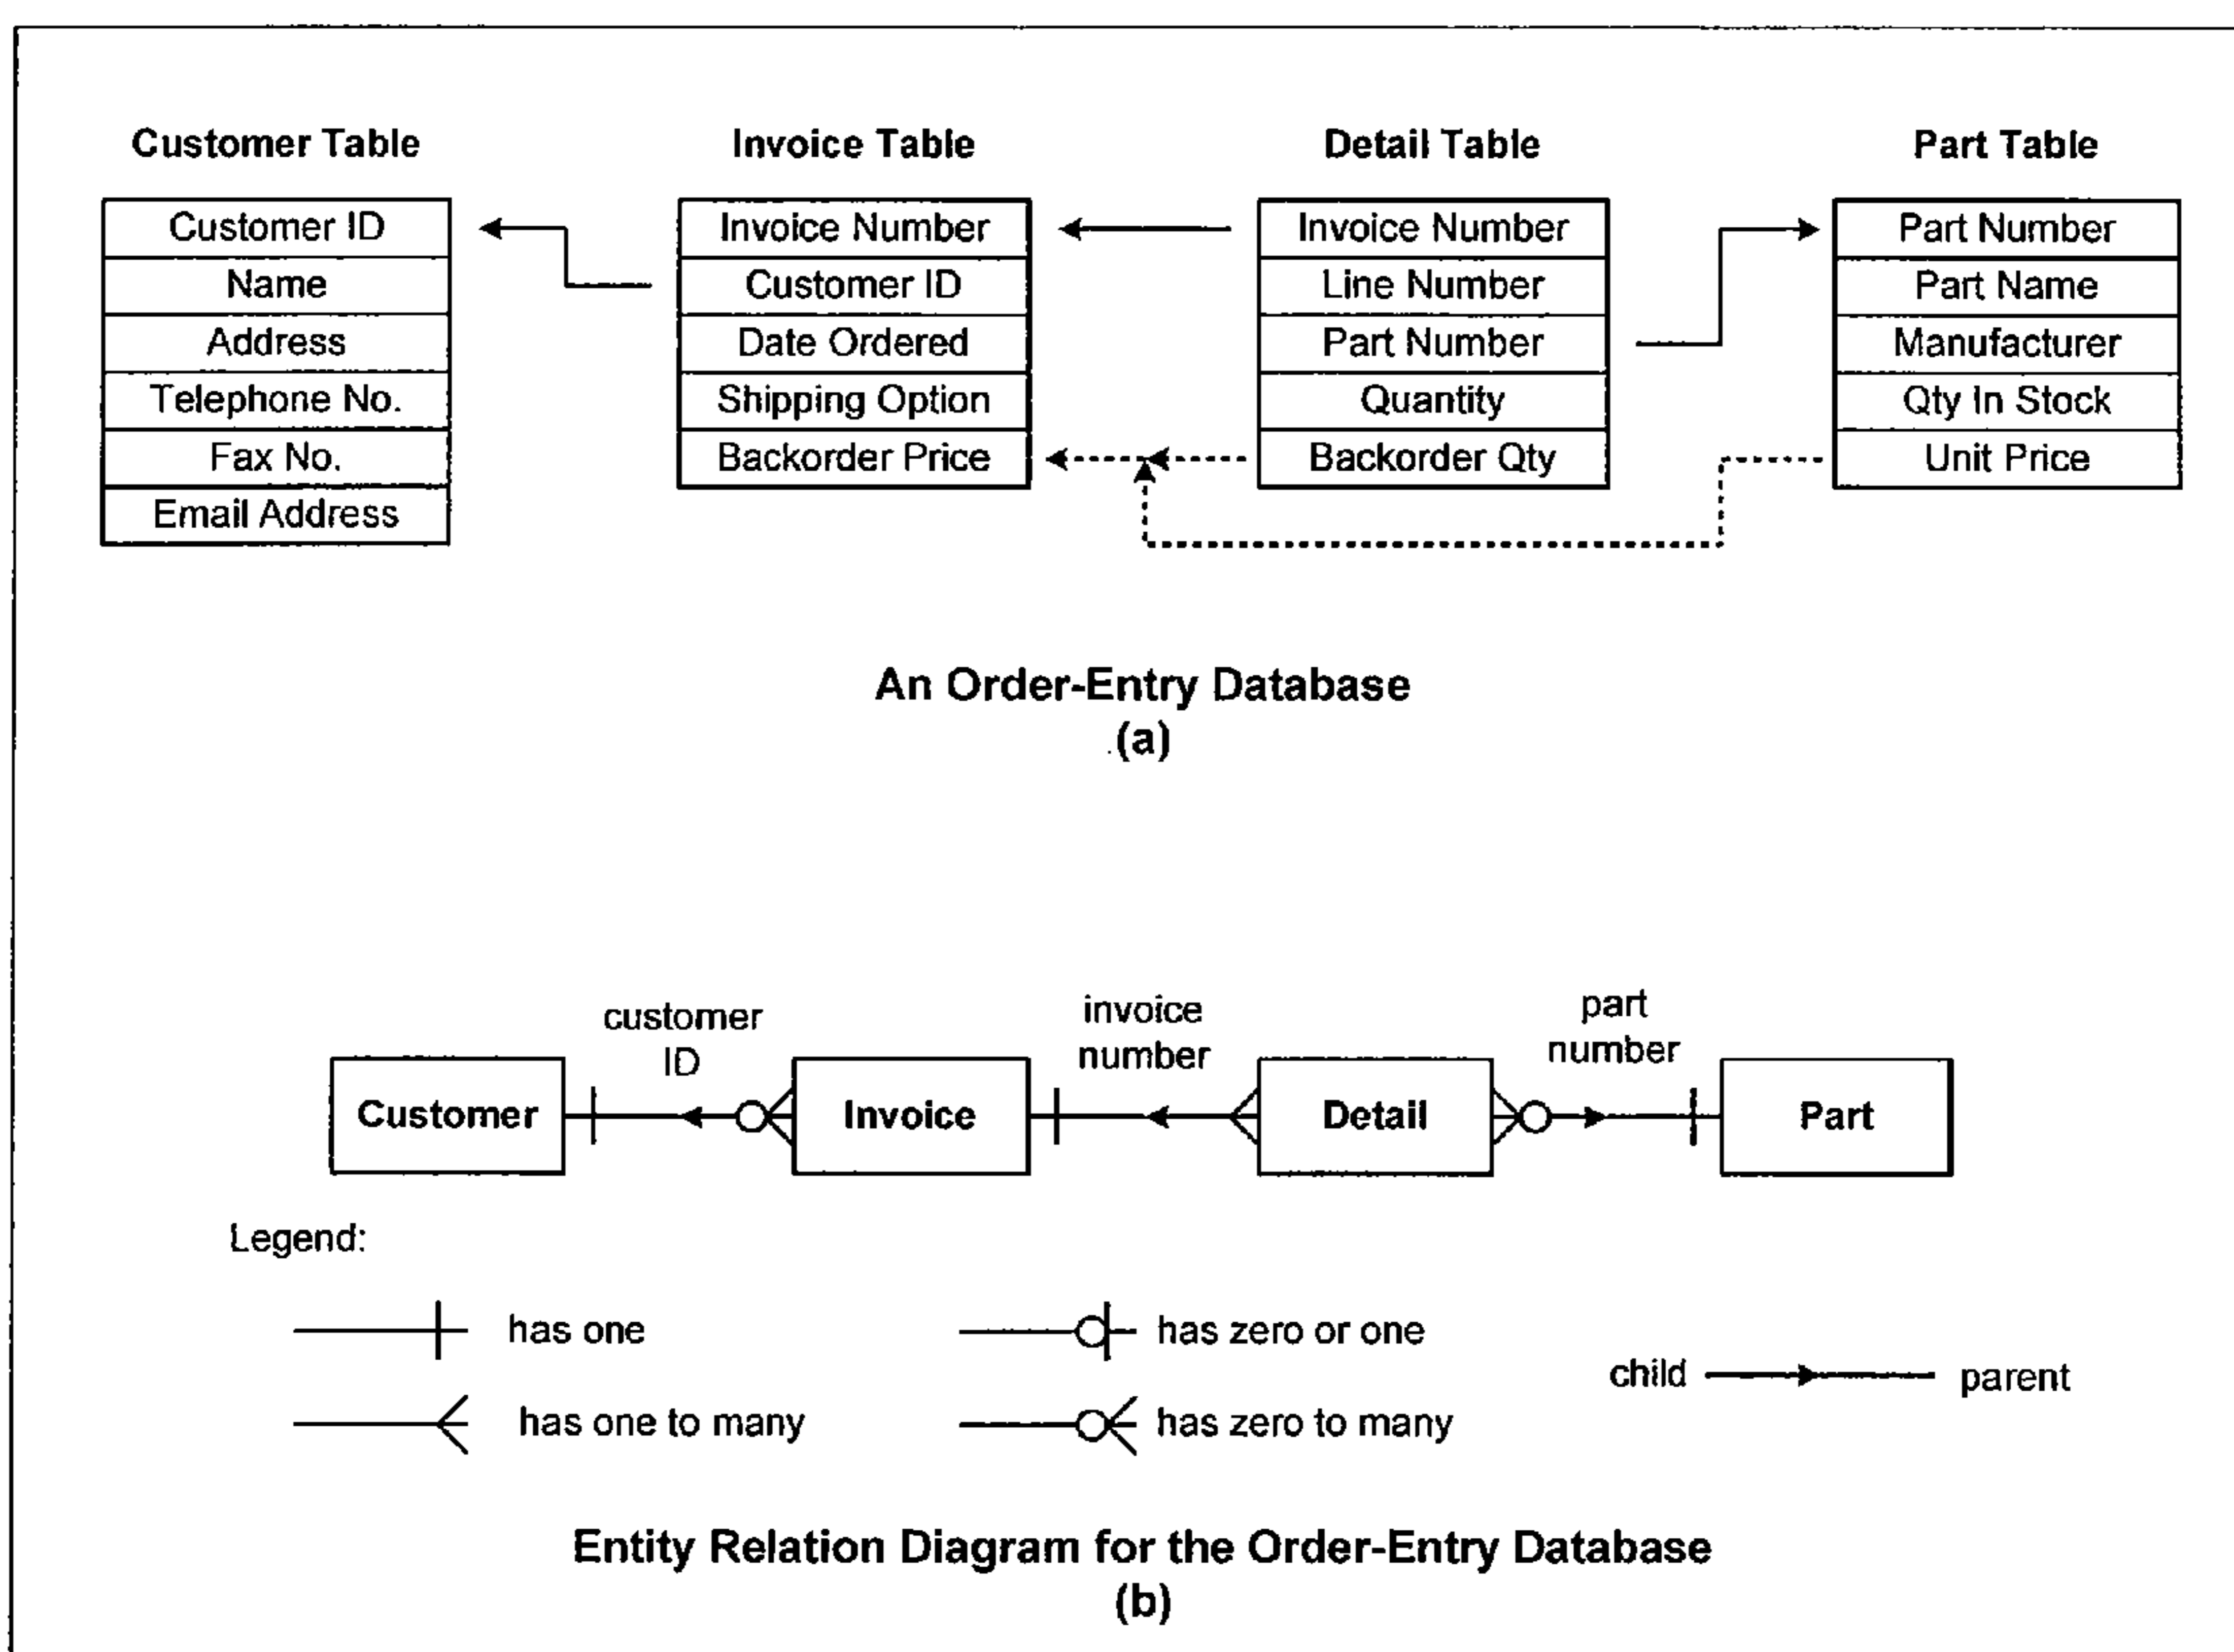 Customer Table
Customer ID
Name
Address
Telephone No.
Fax No.
Email Address
Invoice Table
Invoice Number
Customer ID
Date Ordered
Shipping Option
Backorder Price
Detail Table
Invoice Number
Line Number
Part Number
Quantity
Backorder Qty
Part Table
Part Number
Part Name
Manufacturer
Qty In Stock
Unit Price
An Order-Entry Database
(a)
customer
ID
invoice
number
part
number
Customer
Invoice
Detail
Part
Legend:
has one
has zero or one
has one to many
has zero to many
child
parent
Entity Relation Diagram for the Order-Entry Database
(b)